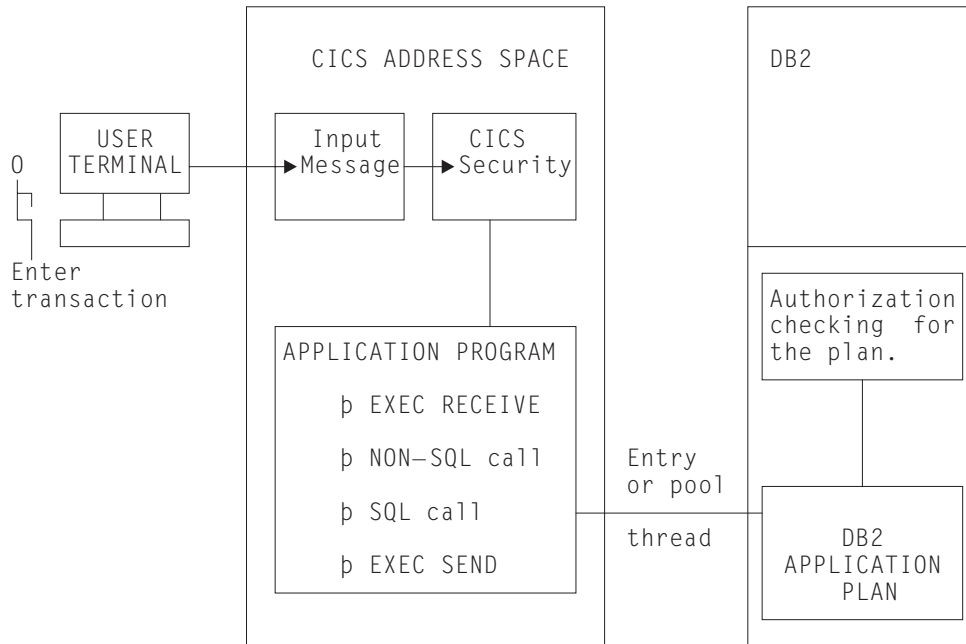 CICS ADDRESS SPACE
DB2
USER
TERMINAL
Input
Message
CICS
Security
O
Enter
transaction
Authorization
checking for
the plan.
APPLICATION PROGRAM
þ EXEC RECEIVE
þ NON–SQL call
þ SQL call
þ EXEC SEND
Entry
or pool
thread
DB2
APPLICATION
PLAN